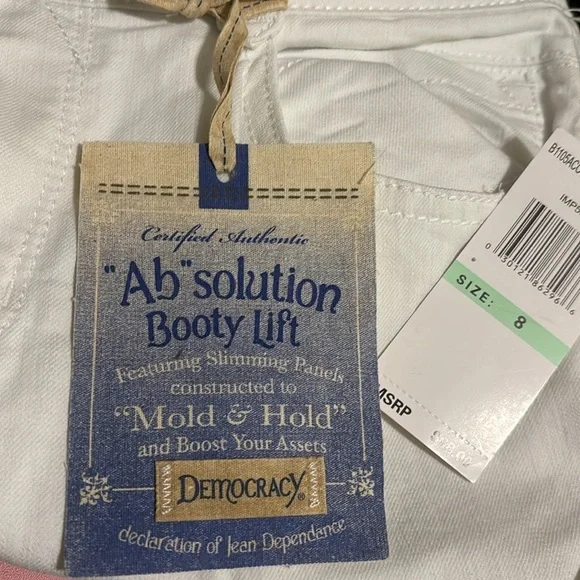 Certified Authentic
"Ab"solution
Booty Lift
Featuring Slimming Panels
constructed to
"Mold & Hold"
and Boost Your Assets
DEMOCRACY®
declaration of Jean Dependance
SIZE: 8
MSRP